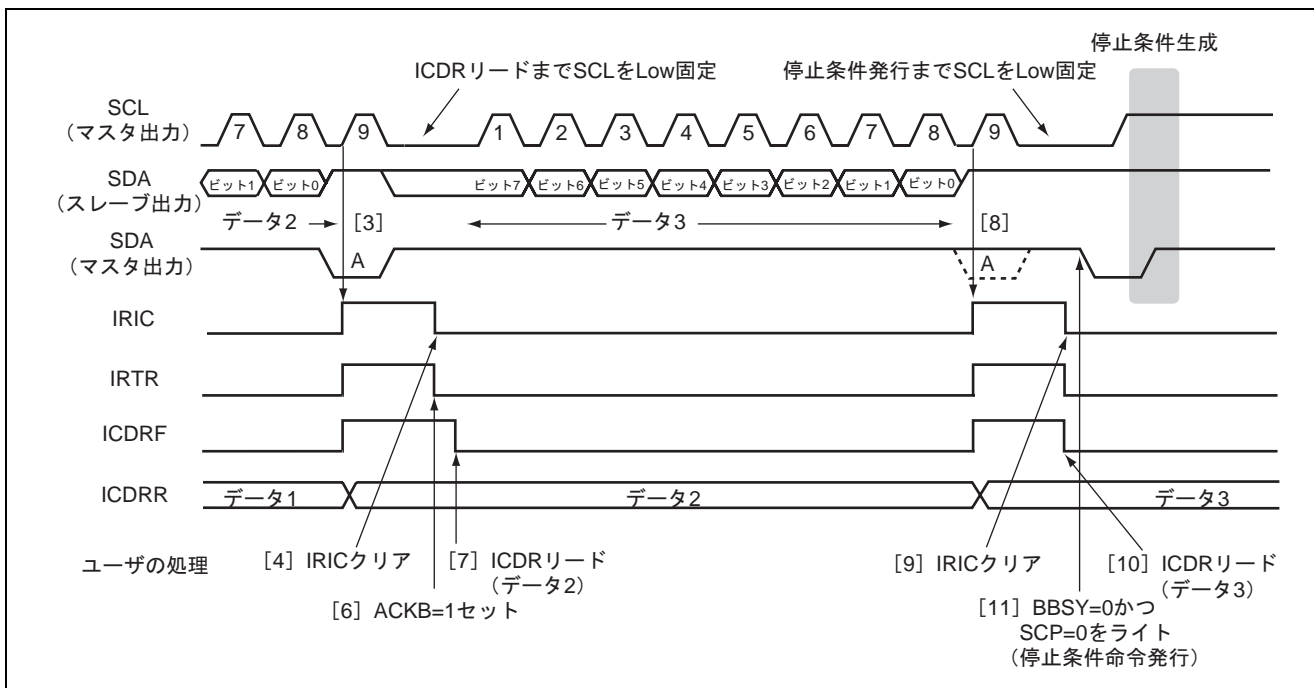 停止条件生成
ICDRリードまでSCLをLow固定
停止条件発行までSCLをLow固定
SCL
(マスタ出力)
7 8 9 1 2 3 4 5 6 7 8 9
SDA
(スレーブ出力)
ビット1 ビット0 ビット7 ビット6 ビット5 ビット4 ビット3 ビット2 ビット1 ビット0
データ2 [3] データ3 [8]
SDA
(マスタ出力)
A A
IRIC
IRTR
ICDRF
ICDRR
データ1 データ2 データ3
ユーザの処理
[4] IRICクリア
[7] ICDRリード
(データ2)
[6] ACKB=1セット
[9] IRICクリア
[10] ICDRリード
(データ3)
[11] BBSY=0かつ
SCP=0をライト
(停止条件命令発行)